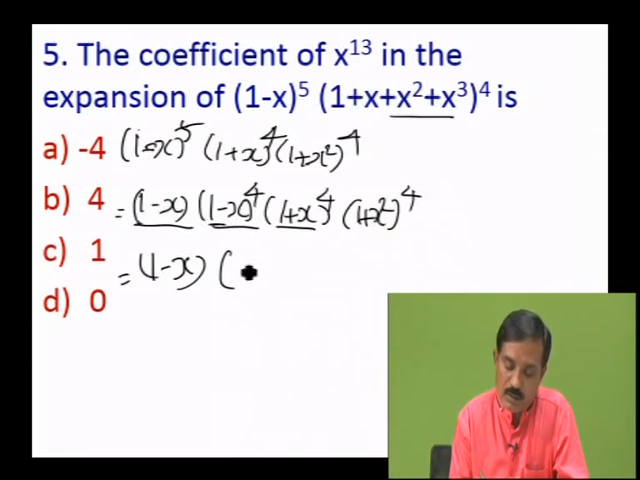 5. The coefficient of x¹³ in the
expansion of (1-x)⁵ (1+x+x²+x³)⁴ is
a) -4 (1-x)⁵ (1+x)⁴ (1+x²)⁴
b) 4 = (1-x) (1-x)⁴ (1+x)⁴ (1+x²)⁴
c) 1 = (1-x) (
d) 0